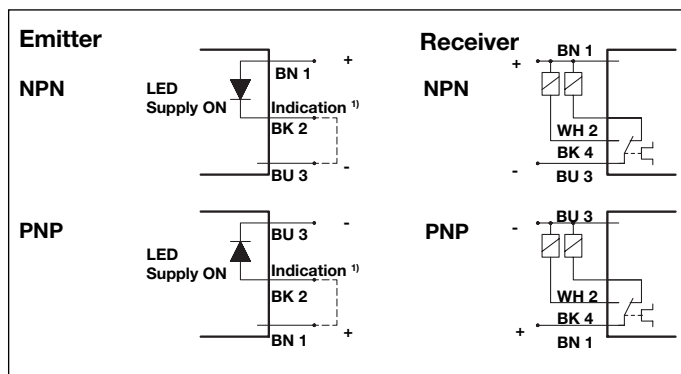 Emitter
NPN
LED
Supply ON
BN 1
+
Indication 1)
BK 2
BU 3
-
Receiver
NPN
BN 1
+
WH 2
BK 4
-
BU 3
PNP
LED
Supply ON
BU 3
-
Indication 1)
BK 2
BN 1
+
PNP
BU 3
-
WH 2
BK 4
+
BN 1